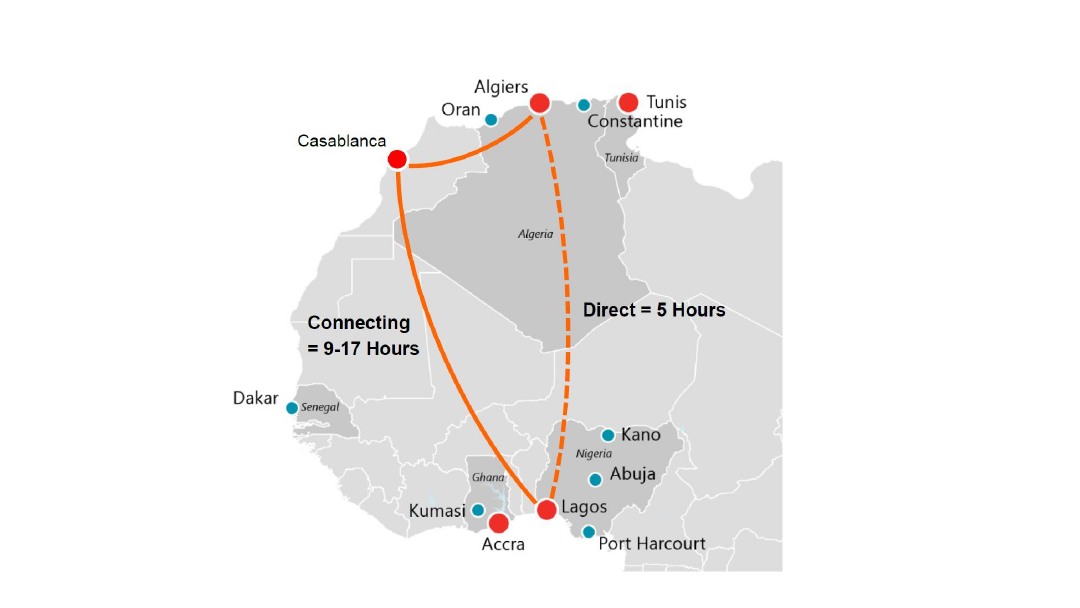 Algiers
Oran
Tunis
Constantine
Casablanca
Tunisia
Algeria
Direct = 5 Hours
Connecting
= 9-17 Hours
Dakar
Senegal
Kano
Nigeria
Abuja
Ghana
Kumasi
Lagos
Accra
Port Harcourt